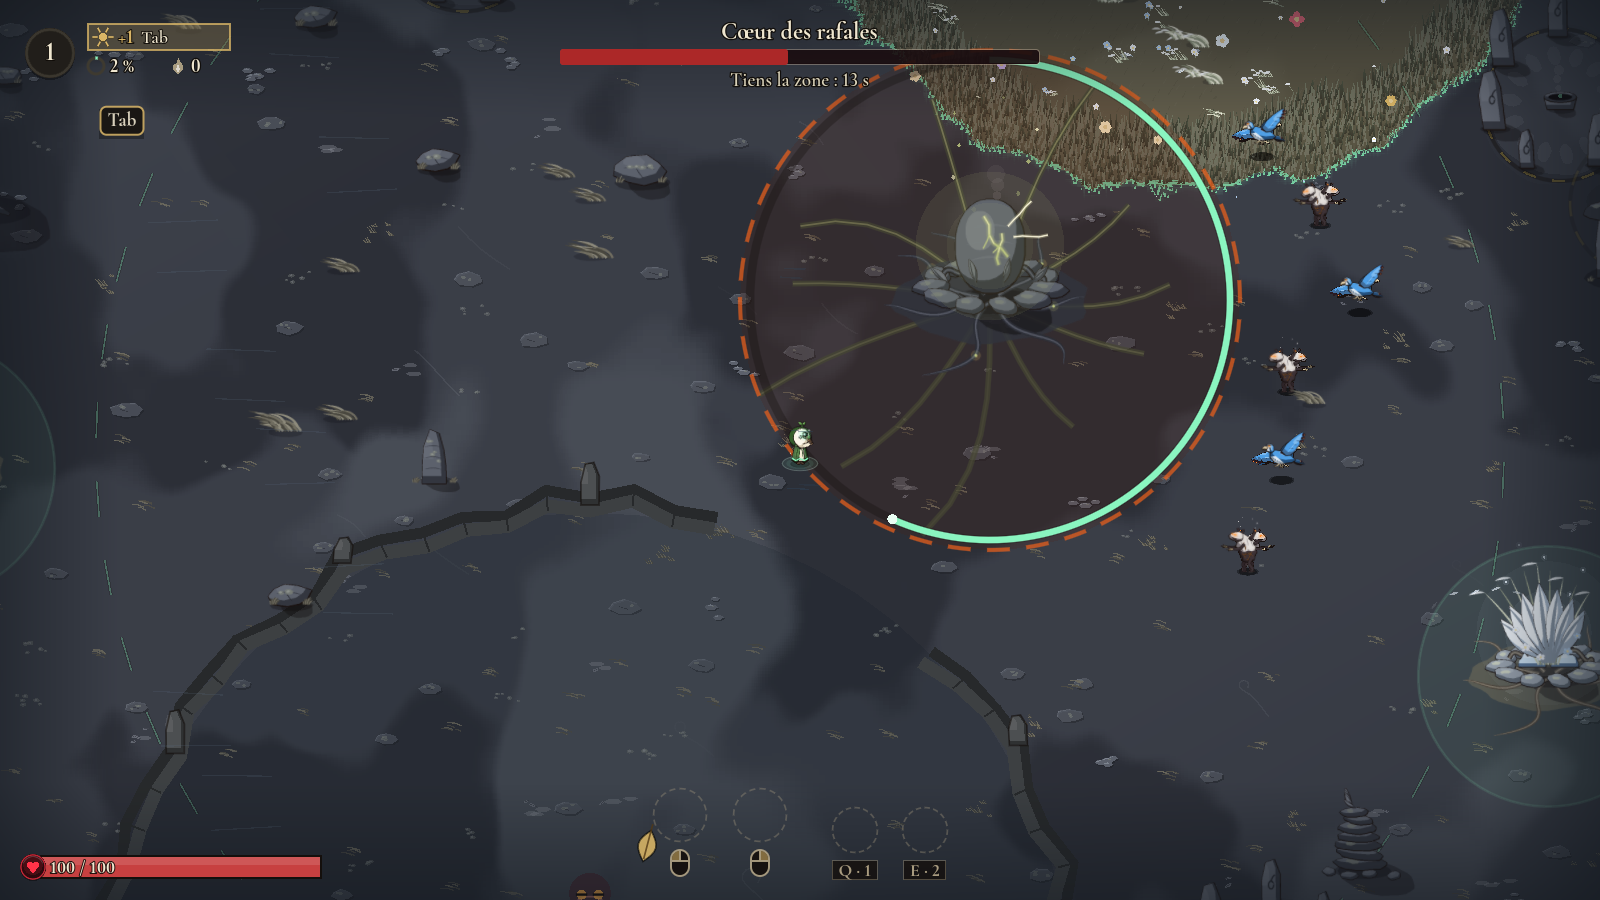 Cœur des rafales
1
+1 Tab
2 %
0
Tiens la zone : 13 s
Tab
100 / 100
Q · 1
E · 2